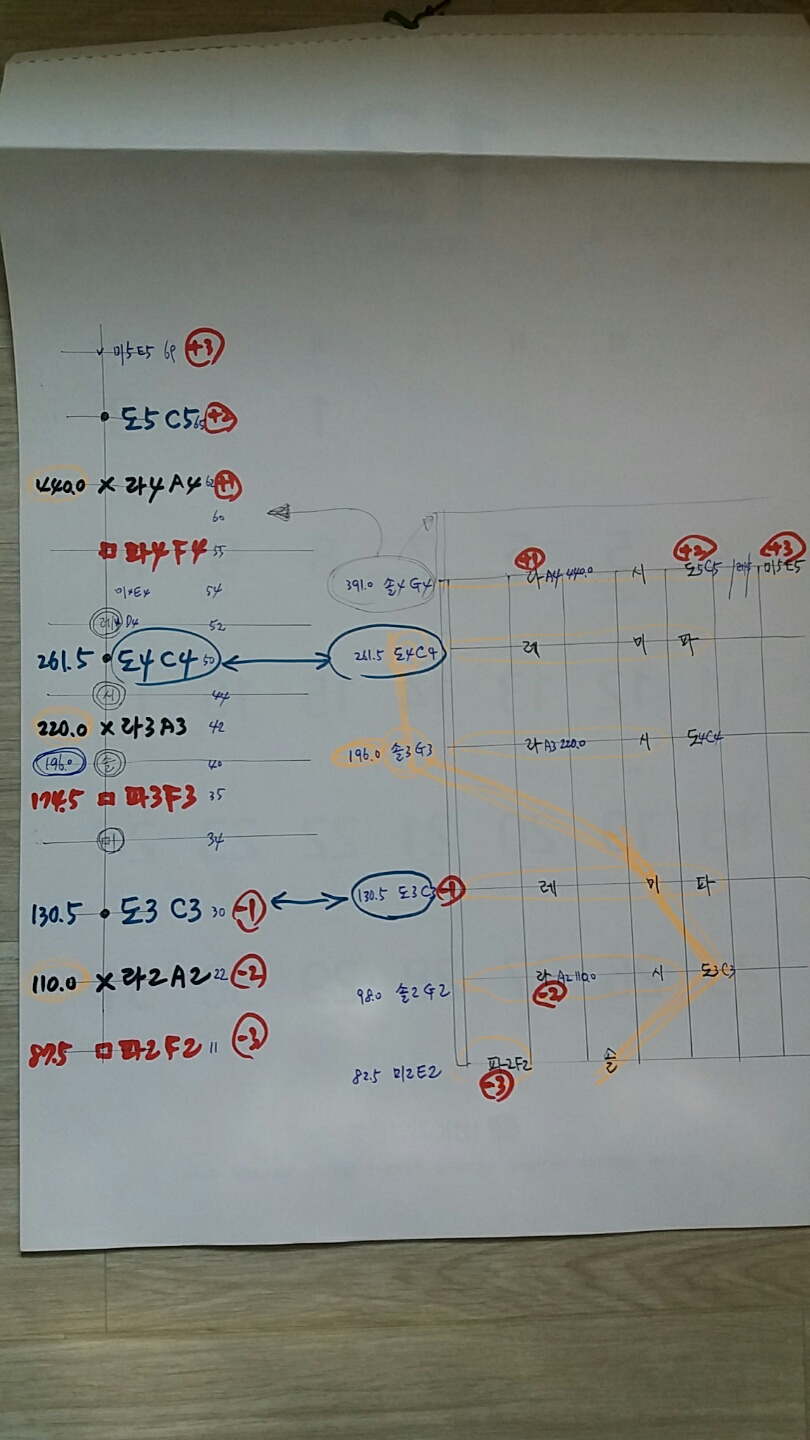 미5E5 69 +3
도5 C5 65 +2
440.0 × 라4 A4 62 +1
60
파4 F4 55
미4E4 54
레4 D4 52
261.5 도4 C4 50
시 44
220.0 × 라3 A3 42
196.0 솔 40
174.5 파3 F3 35
미 34
130.5 도3 C3 30 -1
110.0 × 라2 A2 22 -2
87.5 파2 F2 11 -3
+1 +2 +3
391.0 솔4 G4 라A4 440.0 시 도5C5 미5E5
261.5 도4 C4 레 미 파
196.0 솔3 G3 라A3 220.0 시 도4C4
130.5 도3 C3 -1 레 미 파
98.0 솔2 G2 라A2 110.0 시 도3C3
-2
82.5 미2 E2 파2F2 솔
-3